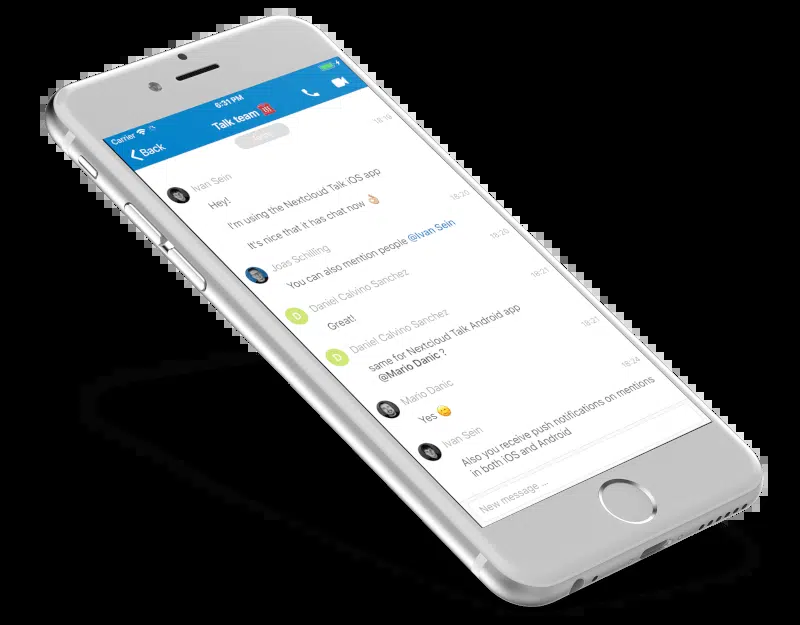 Carrier
6:31 PM
Back
Talk team
18:19
Ivan Sein
Hey!
I'm using the Nextcloud Talk iOS app
It's nice that it has chat now 👌🏼
18:20
Joas Schilling
You can also mention people @Ivan Sein
18:20
Daniel Calvino Sanchez
Great!
18:21
D
Daniel Calvino Sanchez
same for Nextcloud Talk Android app
@Mario Danic ?
18:21
D
Mario Danic
Yes 😄
18:24
Ivan Sein
Also you receive push notifications on mentions
in both iOS and Android
New message ...